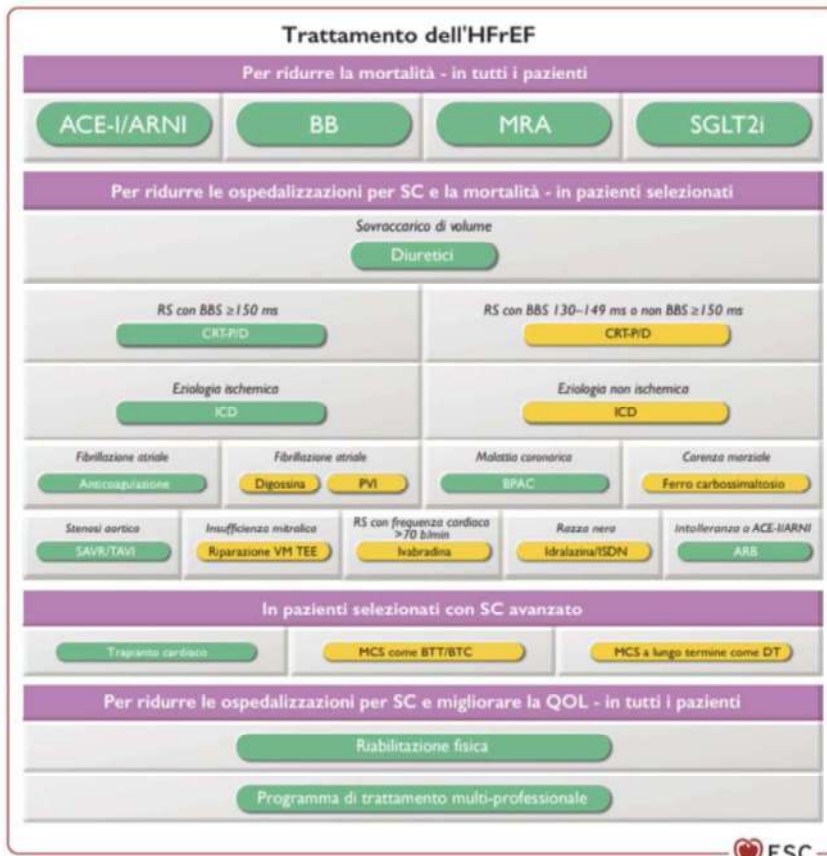 Trattamento dell'HFrEF
Per ridurre la mortalità - in tutti i pazienti
ACE-I/ARNI BB MRA SGLT2i
Per ridurre le ospedalizzazioni per SC e la mortalità - in pazienti selezionati
Sovraccarico di volume
Diuretici
RS con BBS ≥150 ms RS con BBS 130–149 ms o non BBS ≥150 ms
CRT-P/D CRT-P/D
Eziologia ischemica Eziologia non ischemica
ICD ICD
Fibrillazione atriale Fibrillazione atriale Malattia coronarica Carenza marziale
Anticoagulazione Digossina PVI BPAC Ferro carbossimaltosio
Stenosi aortica Insufficienza mitralica RS con frequenza cardiaca >70 b/min Razza nera Intolleranza a ACE-I/ARNI
SAVR/TAVI Riparazione VM TEE Ivabradina Idralazina/ISDN ARB
In pazienti selezionati con SC avanzato
Trapianto cardiaco MCS come BTT/BTC MCS a lungo termine come DT
Per ridurre le ospedalizzazioni per SC e migliorare la QOL - in tutti i pazienti
Riabilitazione fisica
Programma di trattamento multi-professionale
ESC